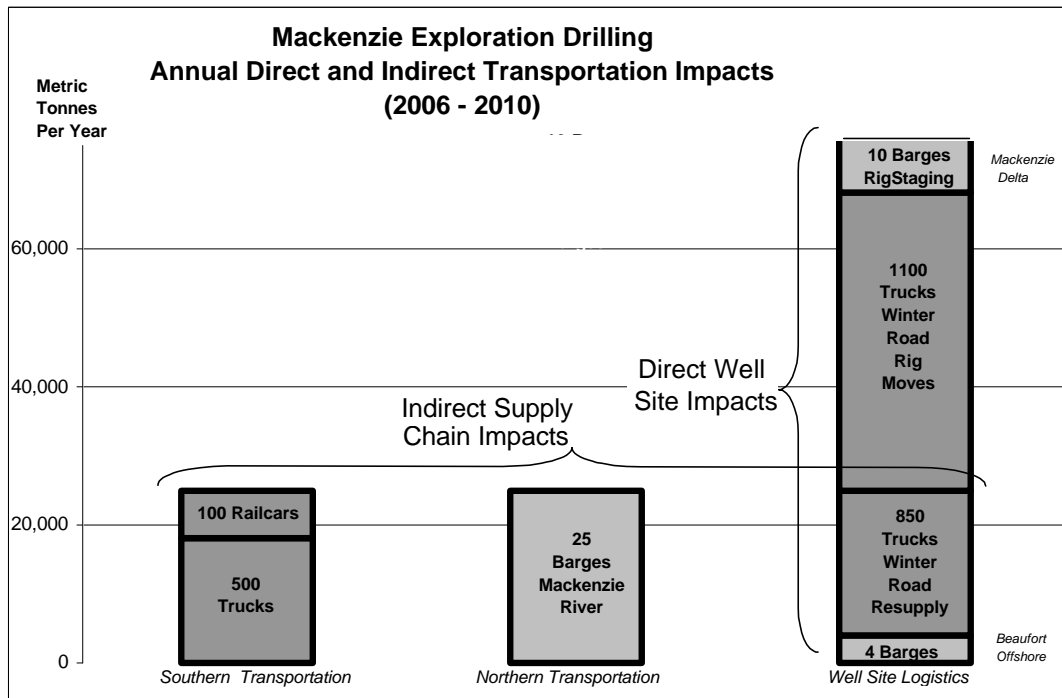 Mackenzie Exploration Drilling
Annual Direct and Indirect Transportation Impacts
(2006 - 2010)
Metric
Tonnes
Per Year
60,000
40,000
20,000
0
10 Barges
RigStaging
Mackenzie
Delta
1100
Trucks
Winter
Road
Rig
Moves
Direct Well
Site Impacts
Indirect Supply
Chain Impacts
100 Railcars
500
Trucks
25
Barges
Mackenzie
River
850
Trucks
Winter
Road
Resupply
4 Barges
Beaufort
Offshore
Southern Transportation
Northern Transportation
Well Site Logistics